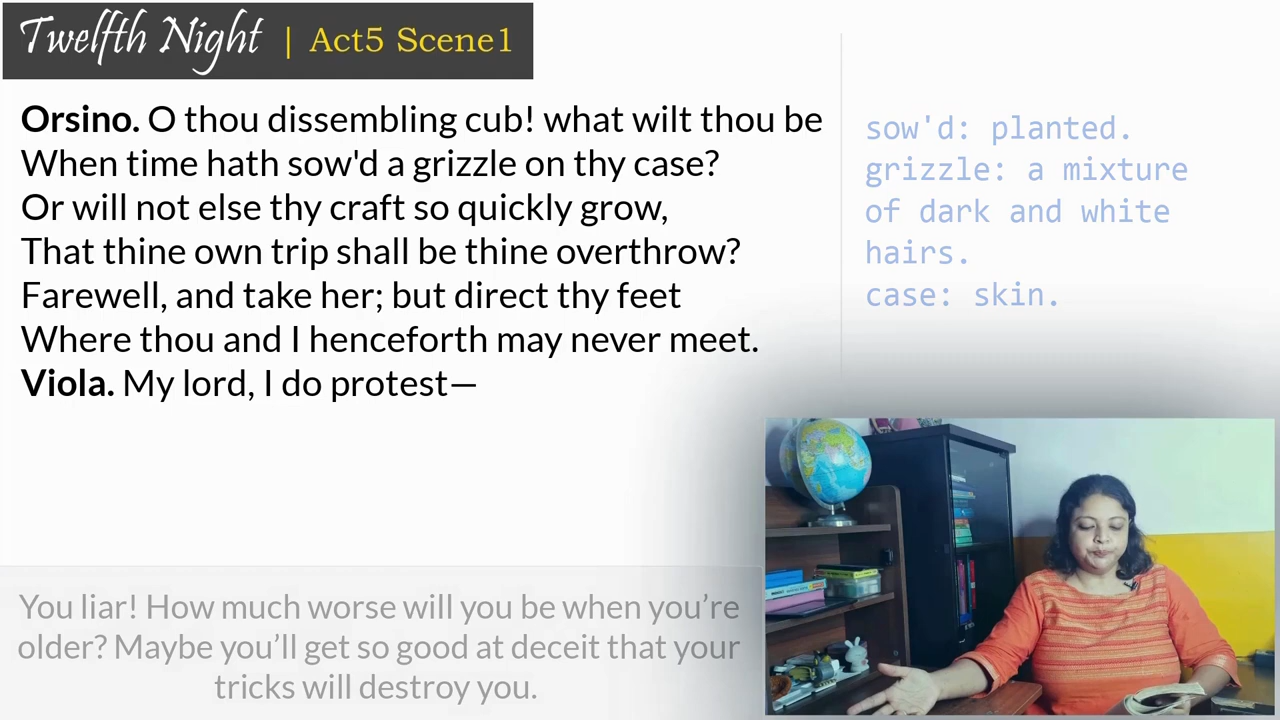 Twelfth Night | Act5 Scene1
Orsino. O thou dissembling cub! what wilt thou be
When time hath sow'd a grizzle on thy case?
Or will not else thy craft so quickly grow,
That thine own trip shall be thine overthrow?
Farewell, and take her; but direct thy feet
Where thou and I henceforth may never meet.
Viola. My lord, I do protest—
sow'd: planted.
grizzle: a mixture
of dark and white
hairs.
case: skin.
You liar! How much worse will you be when you’re
older? Maybe you’ll get so good at deceit that your
tricks will destroy you.